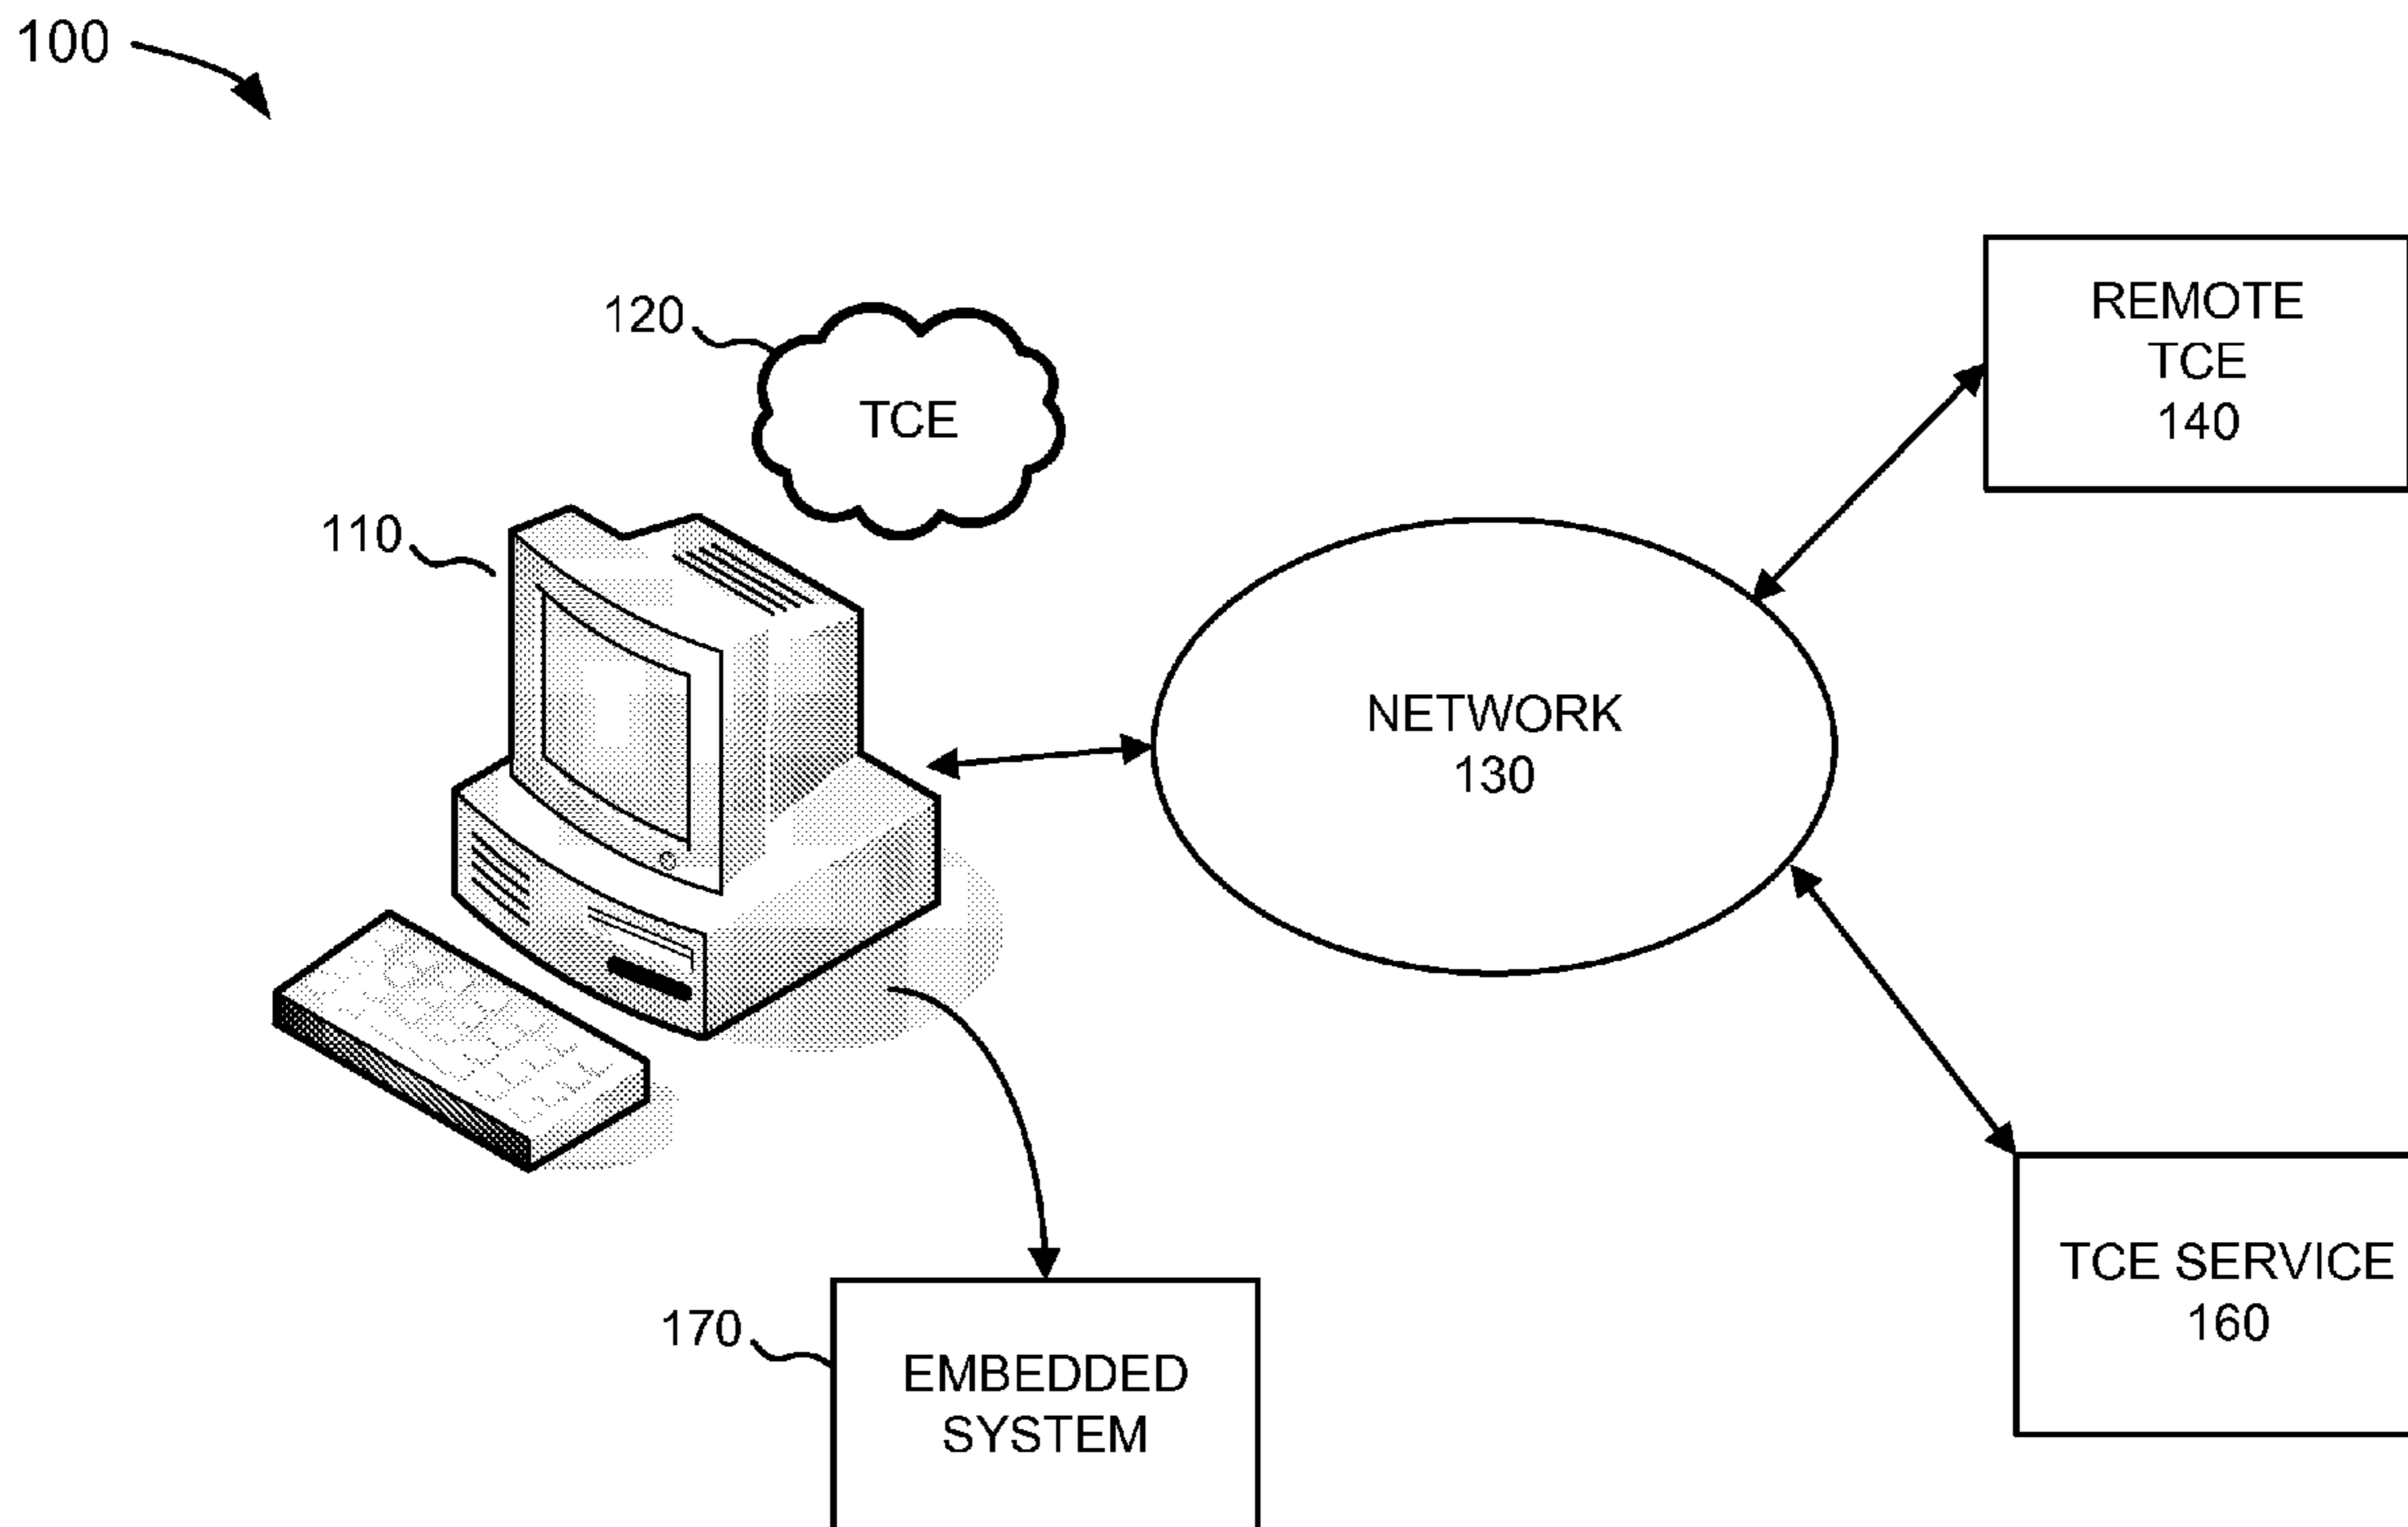 100
REMOTE
TCE
140
120
TCE
110
NETWORK
130
TCE SERVICE
160
170
EMBEDDED
SYSTEM